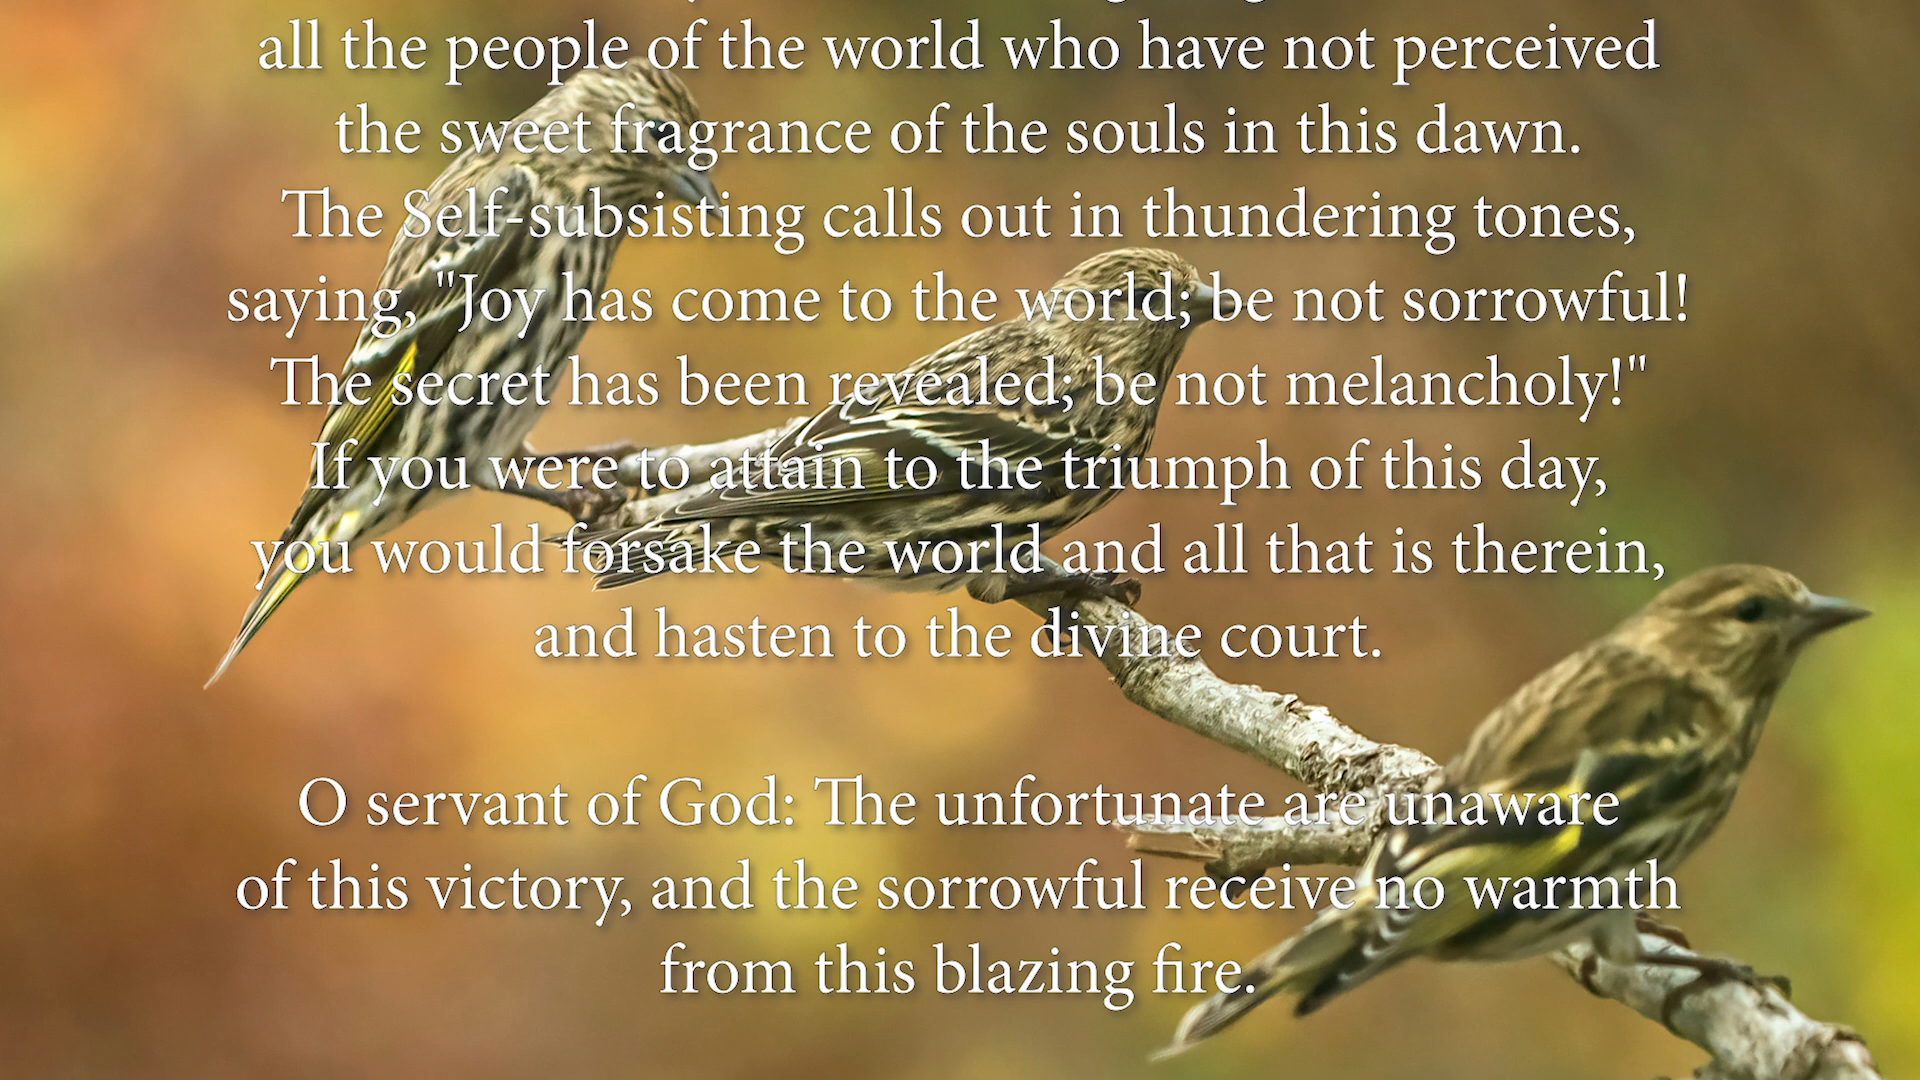 all the people of the world who have not perceived
the sweet fragrance of the souls in this dawn.
The Self-subsisting calls out in thundering tones,
saying, "Joy has come to the world; be not sorrowful!
The secret has been revealed; be not melancholy!"
If you were to attain to the triumph of this day,
you would forsake the world and all that is therein,
and hasten to the divine court.
O servant of God: The unfortunate are unaware
of this victory, and the sorrowful receive no warmth
from this blazing fire.